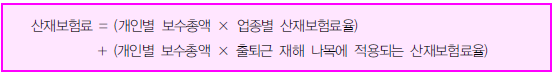 산재보험료 = (개인별 보수총액 × 업종별 산재보험료율)
+ (개인별 보수총액 × 출퇴근 재해 나목에 적용되는 산재보험료율)